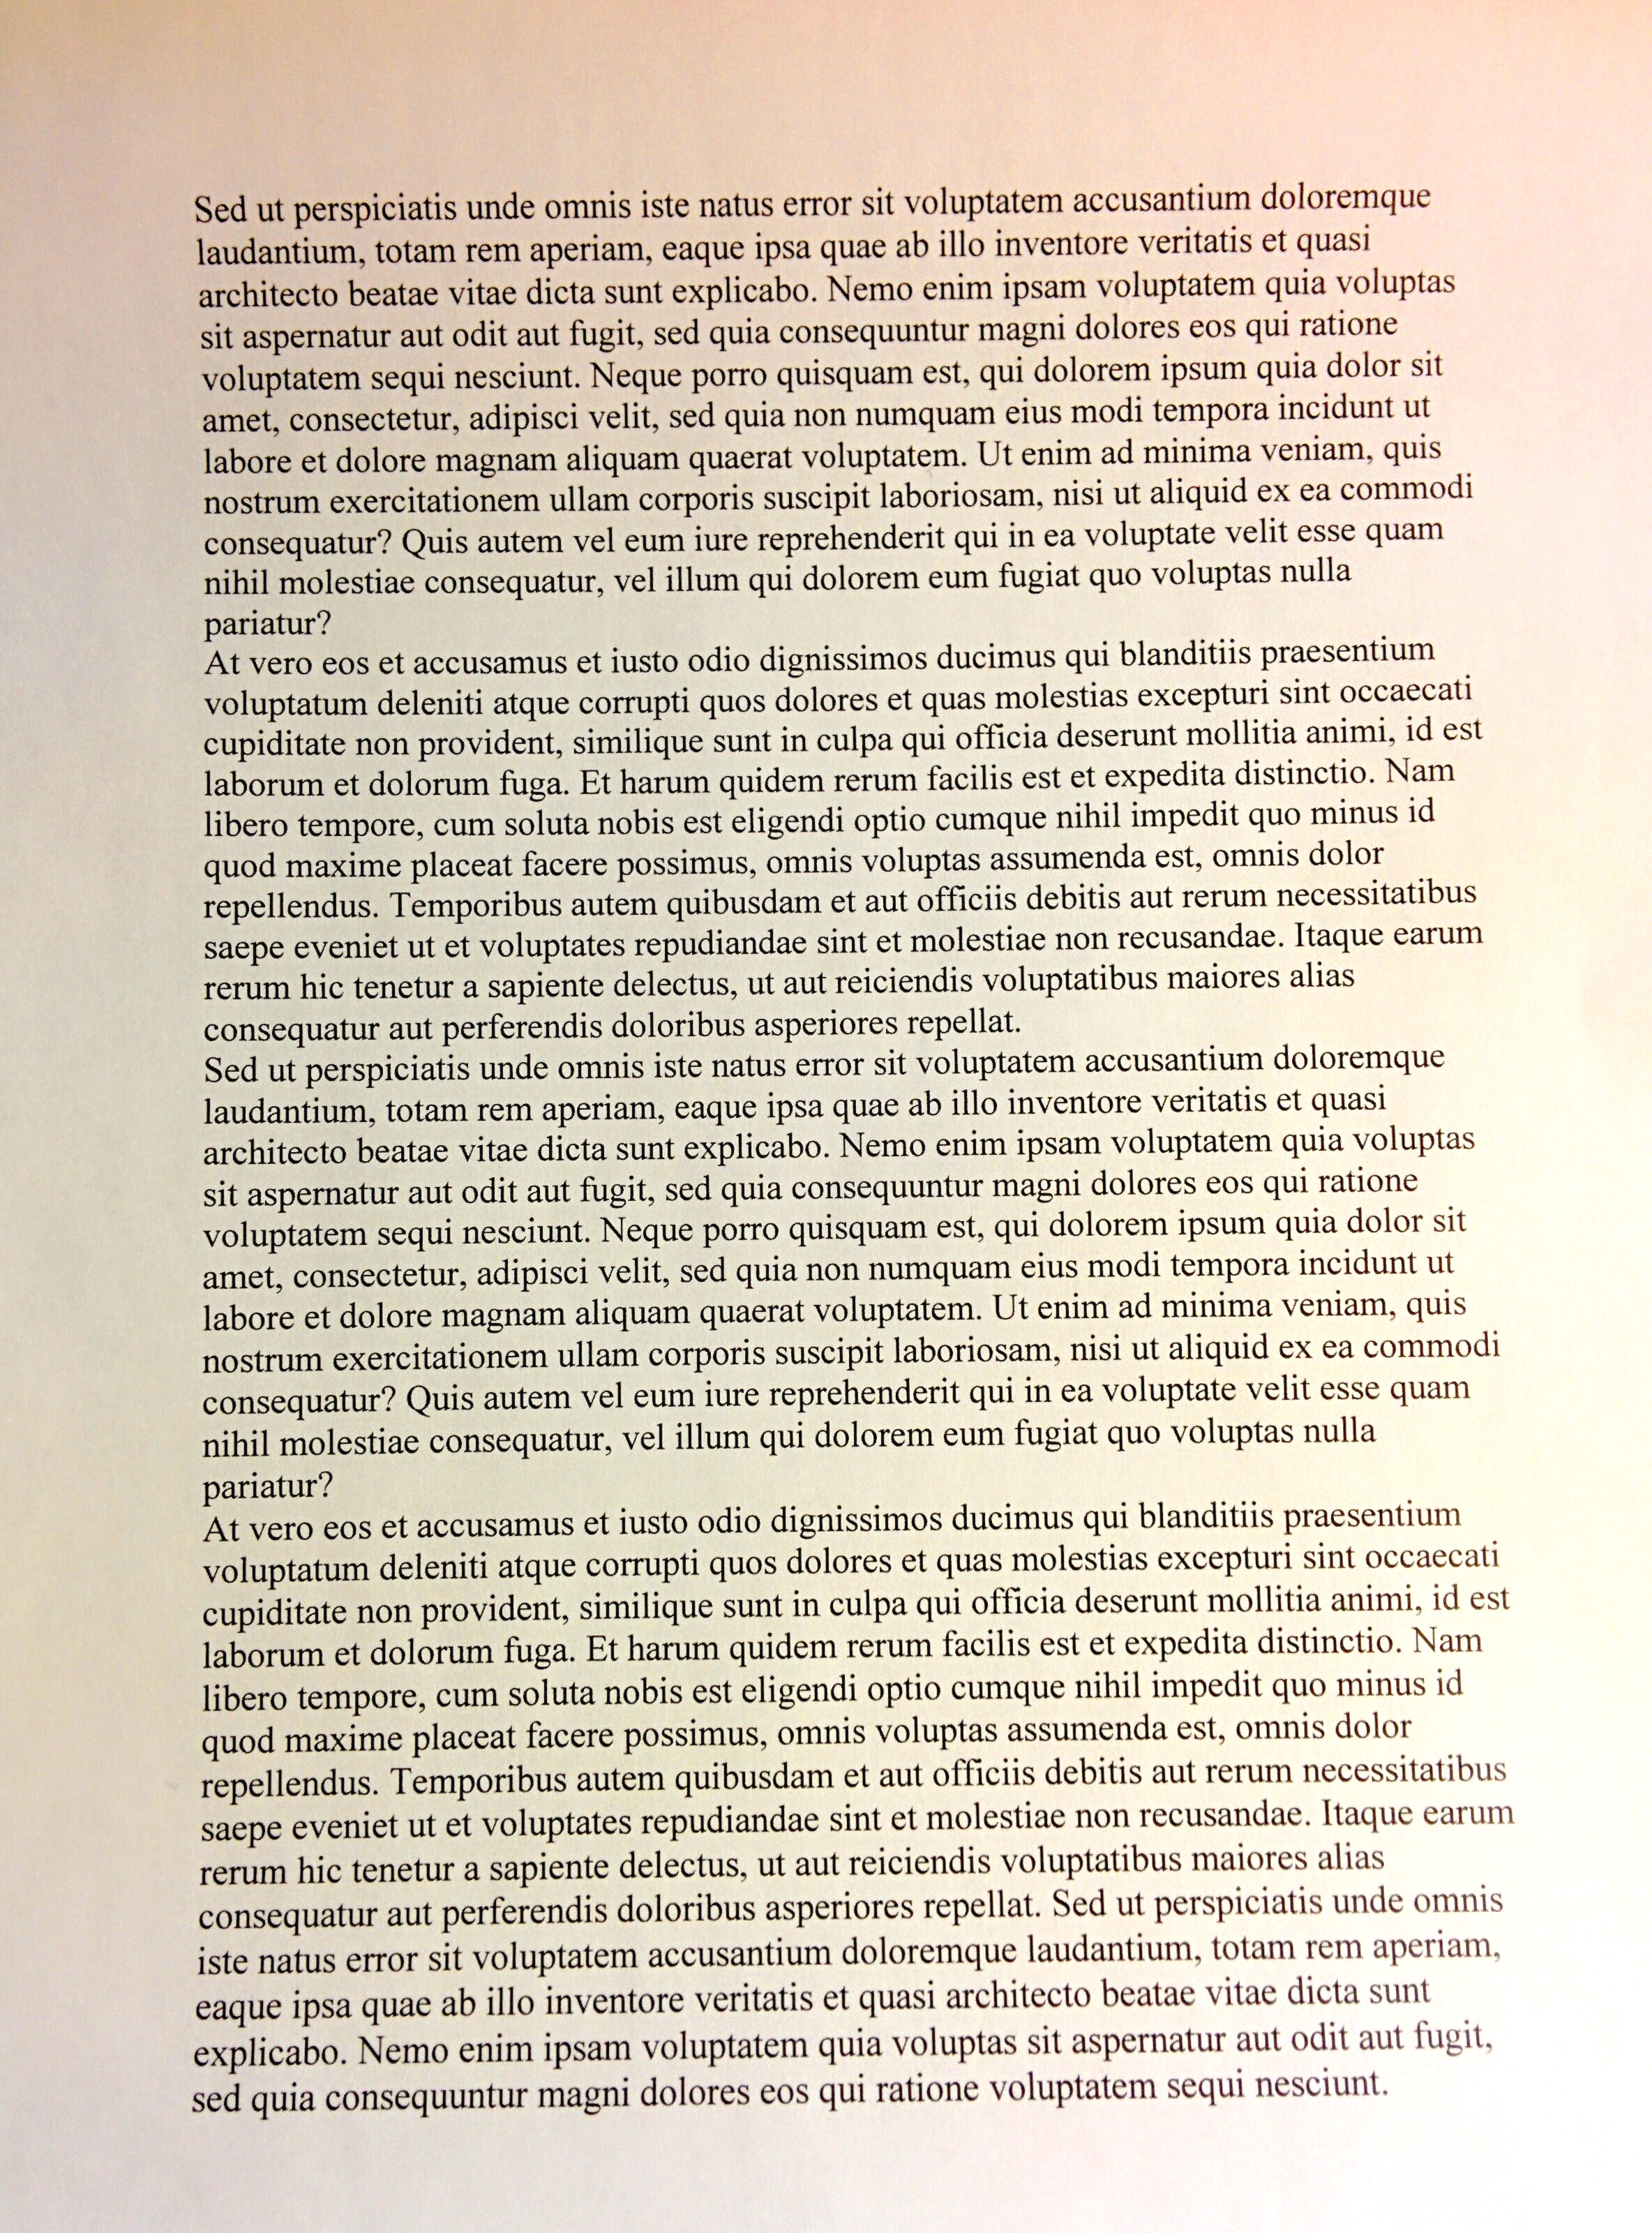 Sed ut perspiciatis unde omnis iste natus error sit voluptatem accusantium doloremque
laudantium, totam rem aperiam, eaque ipsa quae ab illo inventore veritatis et quasi
architecto beatae vitae dicta sunt explicabo. Nemo enim ipsam voluptatem quia voluptas
sit aspernatur aut odit aut fugit, sed quia consequuntur magni dolores eos qui ratione
voluptatem sequi nesciunt. Neque porro quisquam est, qui dolorem ipsum quia dolor sit
amet, consectetur, adipisci velit, sed quia non numquam eius modi tempora incidunt ut
labore et dolore magnam aliquam quaerat voluptatem. Ut enim ad minima veniam, quis
nostrum exercitationem ullam corporis suscipit laboriosam, nisi ut aliquid ex ea commodi
consequatur? Quis autem vel eum iure reprehenderit qui in ea voluptate velit esse quam
nihil molestiae consequatur, vel illum qui dolorem eum fugiat quo voluptas nulla
pariatur?
At vero eos et accusamus et iusto odio dignissimos ducimus qui blanditiis praesentium
voluptatum deleniti atque corrupti quos dolores et quas molestias excepturi sint occaecati
cupiditate non provident, similique sunt in culpa qui officia deserunt mollitia animi, id est
laborum et dolorum fuga. Et harum quidem rerum facilis est et expedita distinctio. Nam
libero tempore, cum soluta nobis est eligendi optio cumque nihil impedit quo minus id
quod maxime placeat facere possimus, omnis voluptas assumenda est, omnis dolor
repellendus. Temporibus autem quibusdam et aut officiis debitis aut rerum necessitatibus
saepe eveniet ut et voluptates repudiandae sint et molestiae non recusandae. Itaque earum
rerum hic tenetur a sapiente delectus, ut aut reiciendis voluptatibus maiores alias
consequatur aut perferendis doloribus asperiores repellat.
Sed ut perspiciatis unde omnis iste natus error sit voluptatem accusantium doloremque
laudantium, totam rem aperiam, eaque ipsa quae ab illo inventore veritatis et quasi
architecto beatae vitae dicta sunt explicabo. Nemo enim ipsam voluptatem quia voluptas
sit aspernatur aut odit aut fugit, sed quia consequuntur magni dolores eos qui ratione
voluptatem sequi nesciunt. Neque porro quisquam est, qui dolorem ipsum quia dolor sit
amet, consectetur, adipisci velit, sed quia non numquam eius modi tempora incidunt ut
labore et dolore magnam aliquam quaerat voluptatem. Ut enim ad minima veniam, quis
nostrum exercitationem ullam corporis suscipit laboriosam, nisi ut aliquid ex ea commodi
consequatur? Quis autem vel eum iure reprehenderit qui in ea voluptate velit esse quam
nihil molestiae consequatur, vel illum qui dolorem eum fugiat quo voluptas nulla
pariatur?
At vero eos et accusamus et iusto odio dignissimos ducimus qui blanditiis praesentium
voluptatum deleniti atque corrupti quos dolores et quas molestias excepturi sint occaecati
cupiditate non provident, similique sunt in culpa qui officia deserunt mollitia animi, id est
laborum et dolorum fuga. Et harum quidem rerum facilis est et expedita distinctio. Nam
libero tempore, cum soluta nobis est eligendi optio cumque nihil impedit quo minus id
quod maxime placeat facere possimus, omnis voluptas assumenda est, omnis dolor
repellendus. Temporibus autem quibusdam et aut officiis debitis aut rerum necessitatibus
saepe eveniet ut et voluptates repudiandae sint et molestiae non recusandae. Itaque earum
rerum hic tenetur a sapiente delectus, ut aut reiciendis voluptatibus maiores alias
consequatur aut perferendis doloribus asperiores repellat. Sed ut perspiciatis unde omnis
iste natus error sit voluptatem accusantium doloremque laudantium, totam rem aperiam,
eaque ipsa quae ab illo inventore veritatis et quasi architecto beatae vitae dicta sunt
explicabo. Nemo enim ipsam voluptatem quia voluptas sit aspernatur aut odit aut fugit,
sed quia consequuntur magni dolores eos qui ratione voluptatem sequi nesciunt.